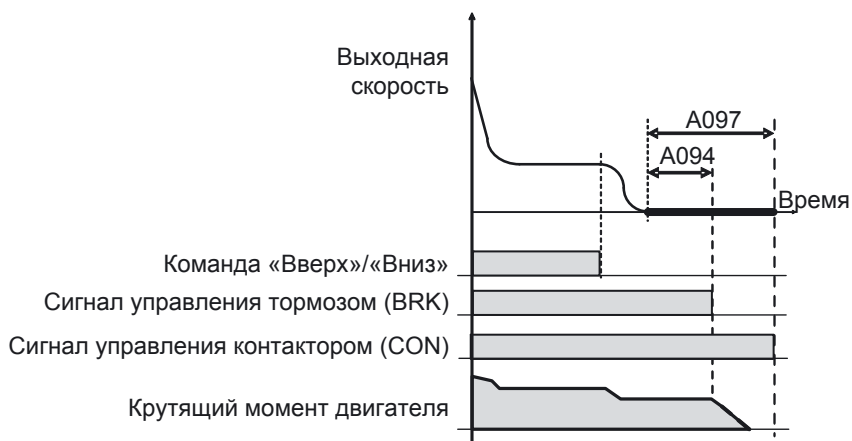 Выходная
скорость
A097
A094
Время
Команда «Вверх»/«Вниз»
Сигнал управления тормозом (BRK)
Сигнал управления контактором (CON)
Крутящий момент двигателя